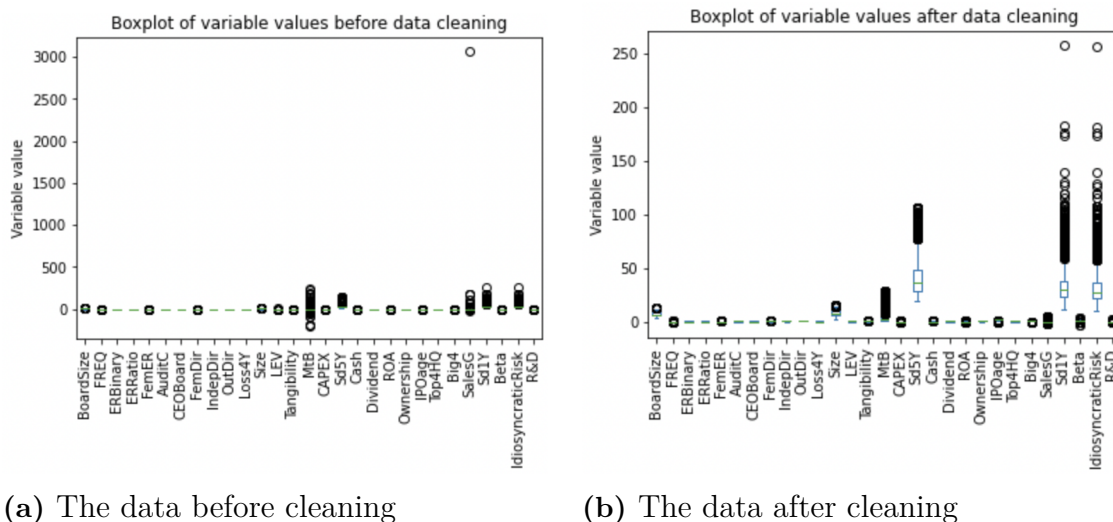 Boxplot of variable values before data cleaning
3000
2500
2000
1500
1000
500
0
Variable value
BoardSize
FREQ
ERBinary
ERRatio
FemER
AuditC
CEOBoard
FemDir
IndepDir
OutDir
Loss4Y
Size
LEV
Tangibility
MtB
CAPEX
Sd5Y
Cash
Dividend
ROA
Ownership
IPOage
Top4HQ
Big4
SalesG
Sd1Y
Beta
IdiosyncraticRisk
R&D
(a) The data before cleaning
Boxplot of variable values after data cleaning
250
200
150
100
50
0
Variable value
BoardSize
FREQ
ERBinary
ERRatio
FemER
AuditC
CEOBoard
FemDir
IndepDir
OutDir
Loss4Y
Size
LEV
Tangibility
MtB
CAPEX
Sd5Y
Cash
Dividend
ROA
Ownership
IPOage
Top4HQ
Big4
SalesG
Sd1Y
Beta
IdiosyncraticRisk
R&D
(b) The data after cleaning